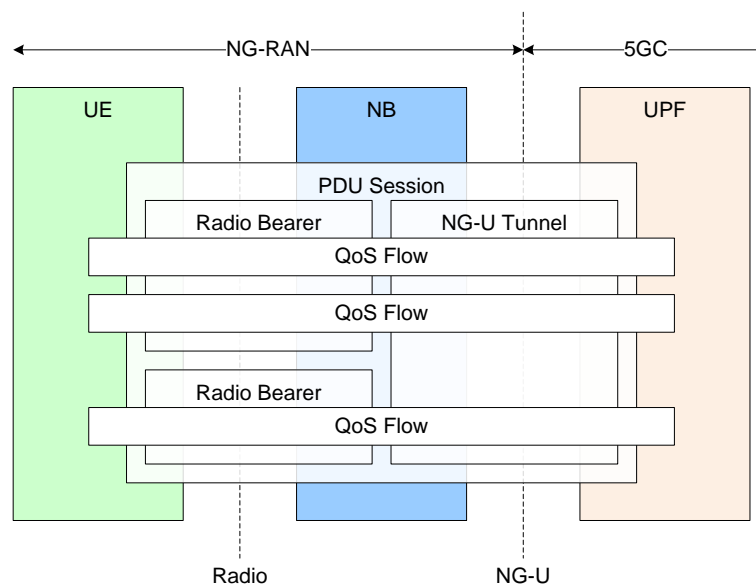 NG-RAN 5GC
UE NB UPF
PDU Session
Radio Bearer NG-U Tunnel
QoS Flow
QoS Flow
Radio Bearer
QoS Flow
Radio NG-U